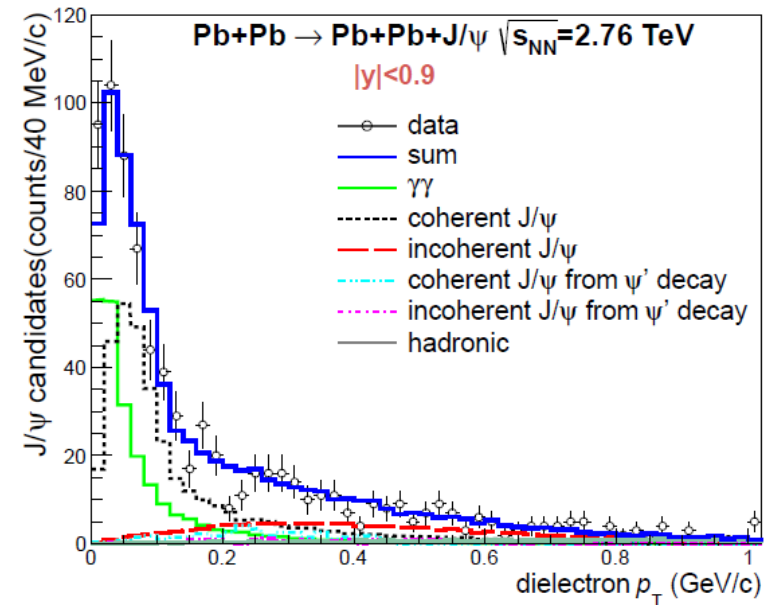 Pb+Pb → Pb+Pb+J/ψ √s_NN=2.76 TeV
|y|<0.9
data
sum
γγ
coherent J/ψ
incoherent J/ψ
coherent J/ψ from ψ' decay
incoherent J/ψ from ψ' decay
hadronic
J/ψ candidates(counts/40 MeV/c)
120
100
80
60
40
20
0
0 0.2 0.4 0.6 0.8 1
dielectron p_T (GeV/c)